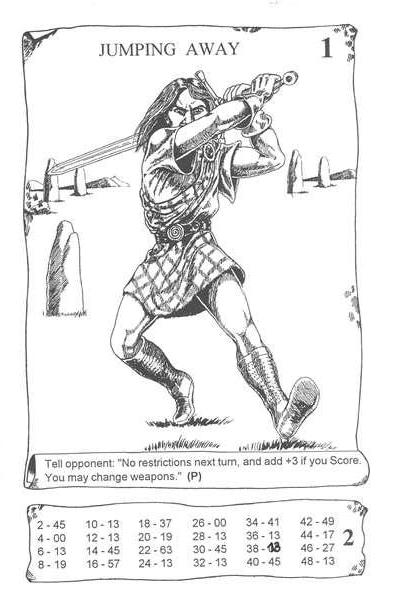 JUMPING AWAY 1
Tell opponent: "No restrictions next turn, and add +3 if you Score.
You may change weapons." (P)
2 - 45 10 - 13 18 - 37 26 - 00 34 - 41 42 - 49
4 - 00 12 - 13 20 - 19 28 - 13 36 - 13 44 - 17
6 - 13 14 - 45 22 - 63 30 - 45 38 - 13 46 - 27
8 - 19 16 - 57 24 - 13 32 - 13 40 - 45 48 - 13
2